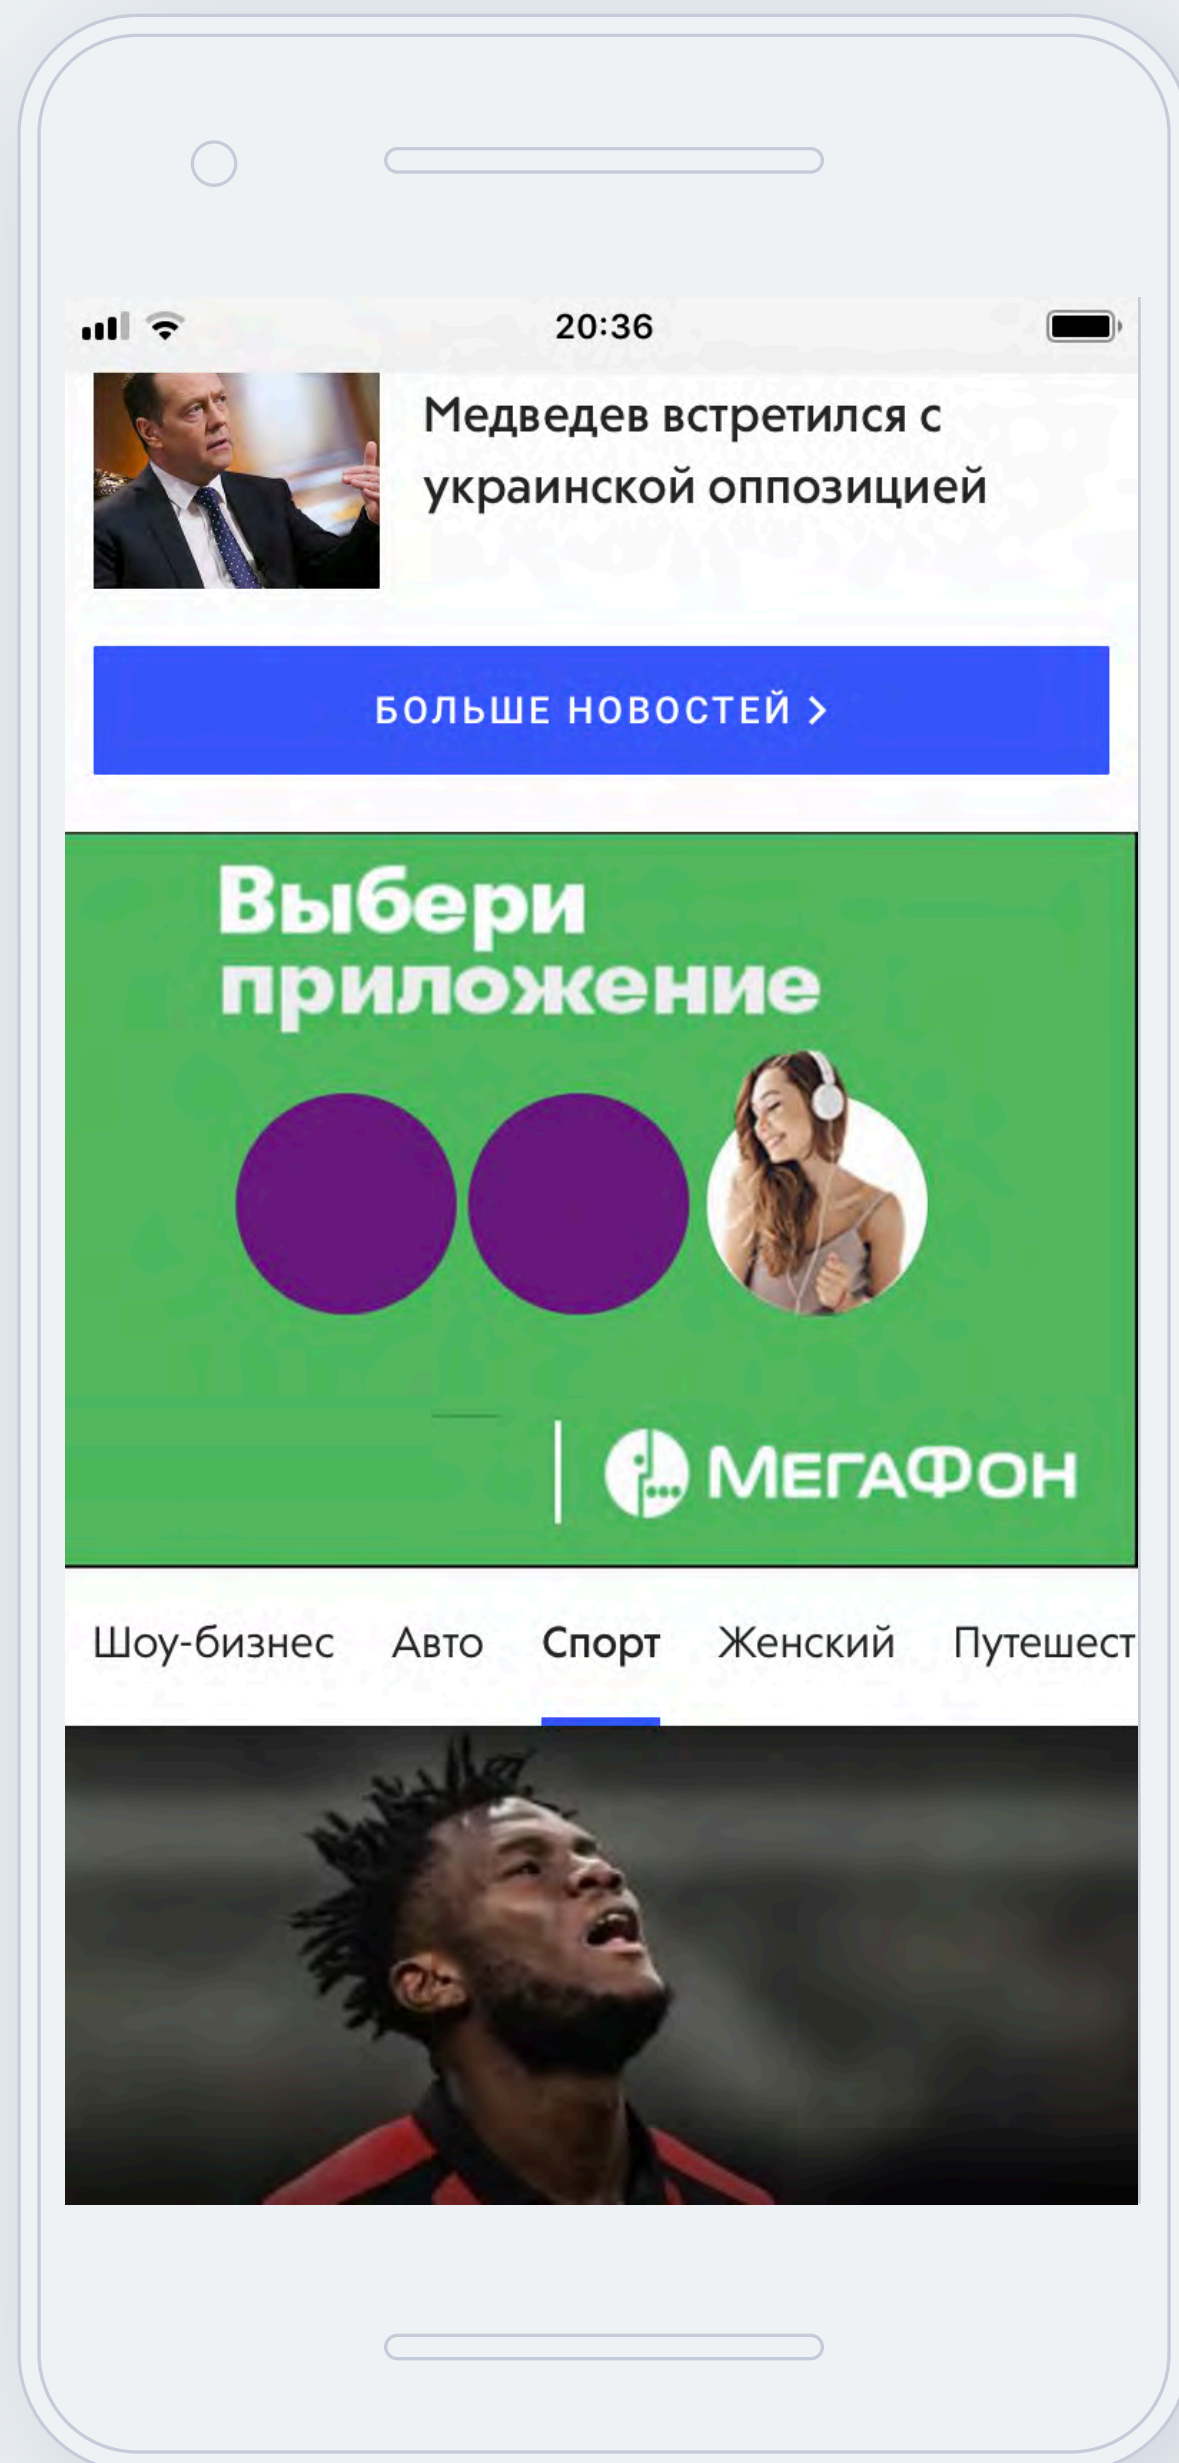 20:36
Медведев встретился с
украинской оппозицией
БОЛЬШЕ НОВОСТЕЙ >
Выбери
приложение
МЕГАФОН
Шоу-бизнес Авто Спорт Женский Путешест